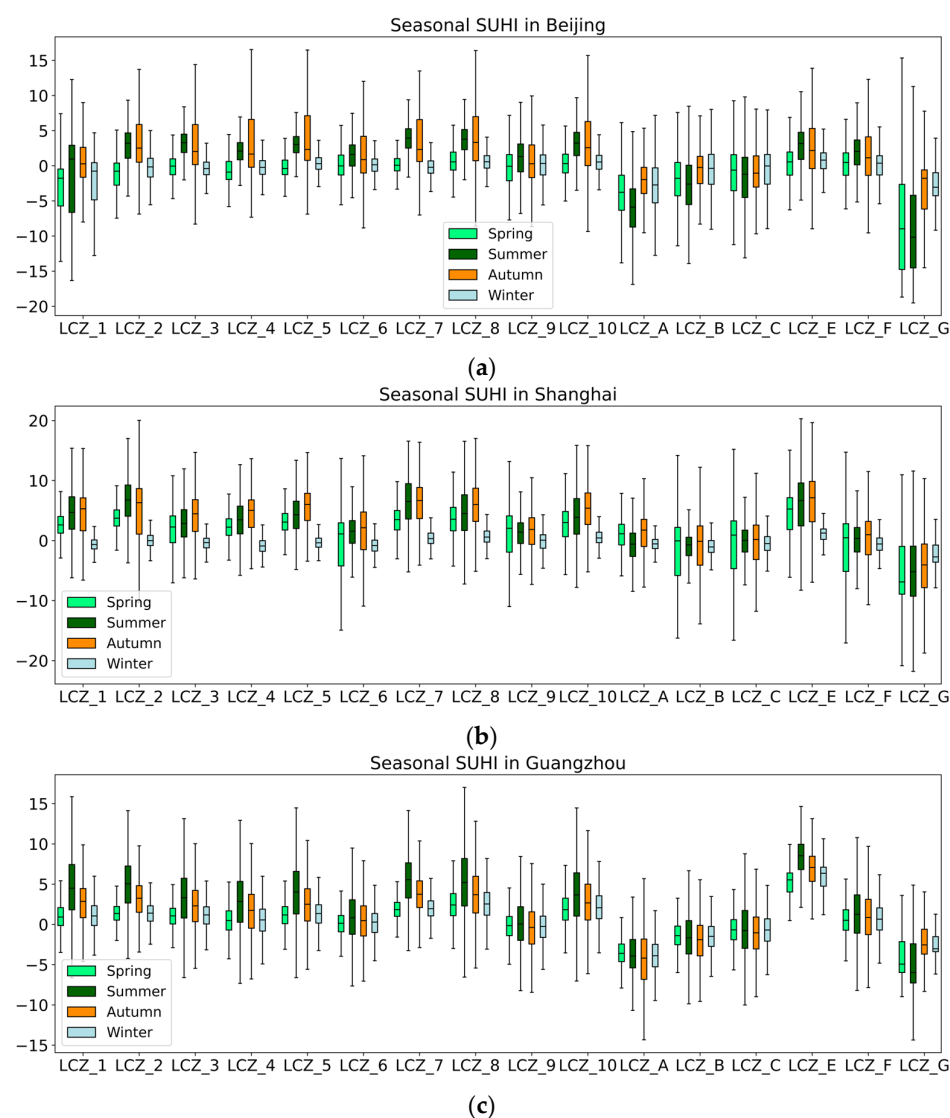 Seasonal SUHI in Beijing
15
10
5
0
−5
−10
−15
−20
Spring
Summer
Autumn
Winter
LCZ_1 LCZ_2 LCZ_3 LCZ_4 LCZ_5 LCZ_6 LCZ_7 LCZ_8 LCZ_9 LCZ_10 LCZ_A LCZ_B LCZ_C LCZ_E LCZ_F LCZ_G
(a)
Seasonal SUHI in Shanghai
20
10
0
−10
−20
Spring
Summer
Autumn
Winter
LCZ_1 LCZ_2 LCZ_3 LCZ_4 LCZ_5 LCZ_6 LCZ_7 LCZ_8 LCZ_9 LCZ_10 LCZ_A LCZ_B LCZ_C LCZ_E LCZ_F LCZ_G
(b)
Seasonal SUHI in Guangzhou
15
10
5
0
−5
−10
−15
Spring
Summer
Autumn
Winter
LCZ_1 LCZ_2 LCZ_3 LCZ_4 LCZ_5 LCZ_6 LCZ_7 LCZ_8 LCZ_9 LCZ_10 LCZ_A LCZ_B LCZ_C LCZ_E LCZ_F LCZ_G
(c)